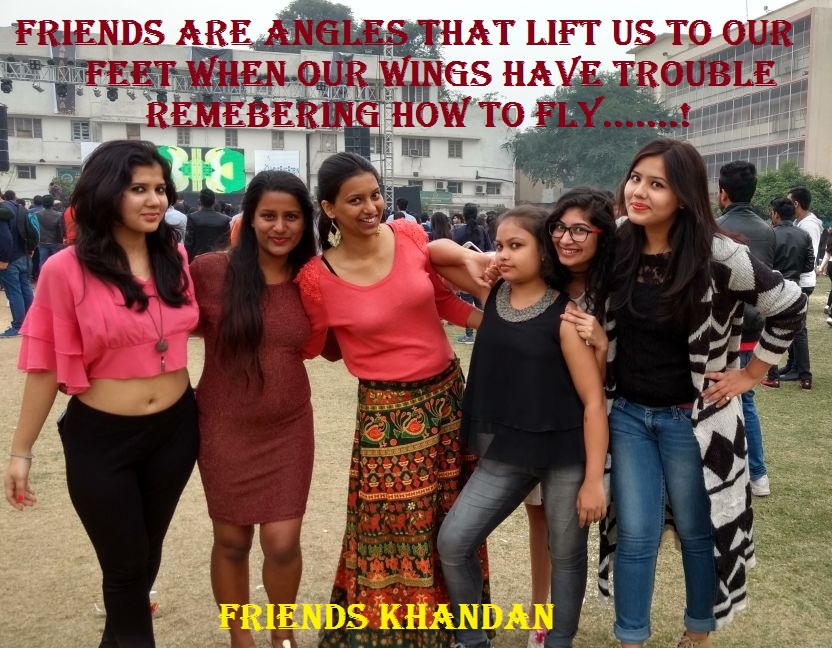 FRIENDS ARE ANGLES THAT LIFT US TO OUR
FEET WHEN OUR WINGS HAVE TROUBLE
REMEBERING HOW TO FLY.......!
FRIENDS KHANDAN